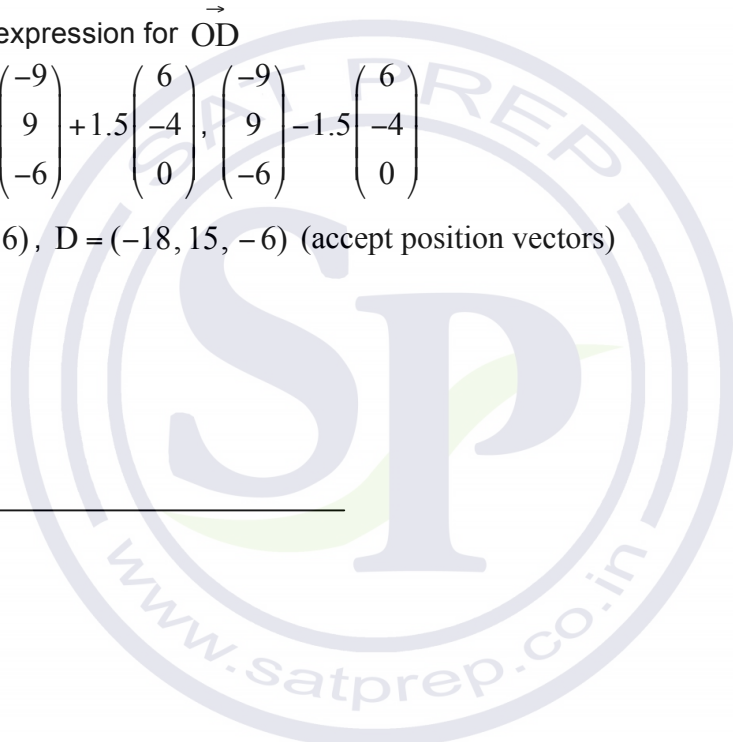 expression for →OD
(−9 9 −6) + 1.5 (6 −4 0), (−9 9 −6) − 1.5 (6 −4 0)
6), D = (−18, 15, −6) (accept position vectors)
SAT PREP
SP
www.satprep.co.in